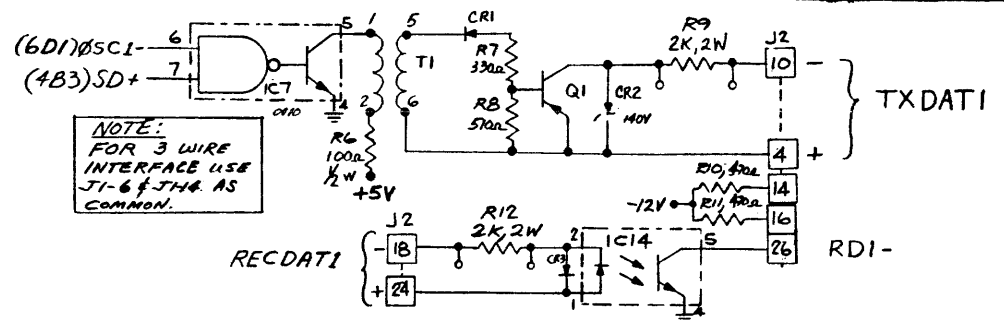 (6D1)ØSC1- 6
(4B3)SD+ 7
IC7
0410
5
4
1
2
T1
5
6
CR1
R7
330Ω
R8
510Ω
Q1
CR2
140V
R9
2K, 2W
J2
10 -
4 +
TXDAT1
R6
100Ω
1/2 W
+5V
NOTE:
FOR 3 WIRE
INTERFACE USE
J1-6 & J1-14 AS
COMMON.
-12V
R10, 470Ω
R11, 470Ω
14
16
26
RD1-
RECDAT1
J2
- 18
+ 24
R12
2K, 2W
CR3
2
1
IC14
5
4